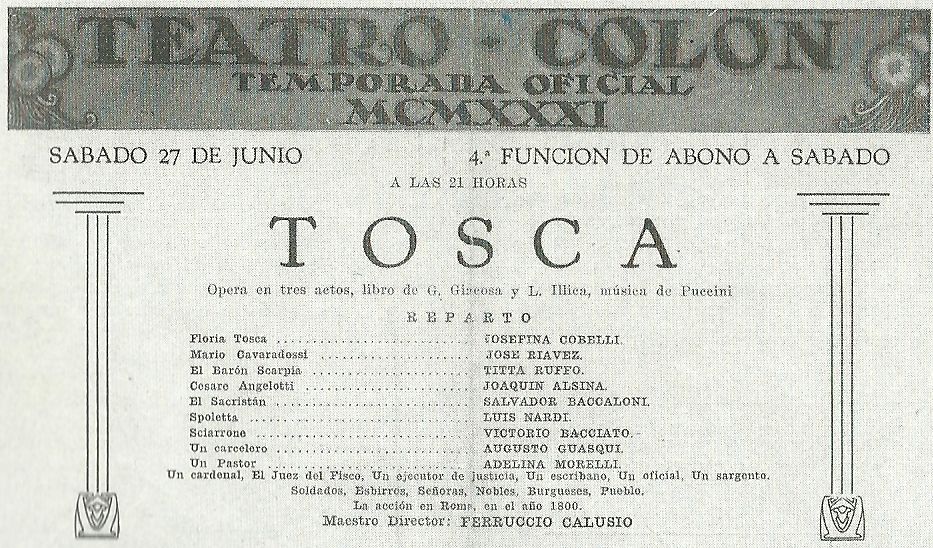 TEATRO - COLON
TEMPORADA OFICIAL
MCMXXXI
SABADO 27 DE JUNIO 4.ª FUNCION DE ABONO A SABADO
A LAS 21 HORAS
TOSCA
Opera en tres actos, libro de G. Giacosa y L. Illica, música de Puccini
REPARTO
Floria Tosca ........................ JOSEFINA COBELLI.
Mario Cavaradossi ........................ JOSE RIAVEZ.
El Barón Scarpia ........................ TITTA RUFFO.
Cesare Angelotti ........................ JOAQUIN ALSINA.
El Sacristán ........................ SALVADOR BACCALONI.
Spoletta ........................ LUIS NARDI.
Sciarrone ........................ VICTORIO BACCIATO.
Un carcelero ........................ AUGUSTO GUASQUI.
Un Pastor ........................ ADELINA MORELLI.
Un cardenal, El Juez del Fisco, Un ejecutor de justicia, Un escribano, Un oficial, Un sargento.
Soldados, Esbirros, Señoras, Nobles, Burgueses, Pueblo.
La acción en Roma, en el año 1800.
Maestro Director: FERRUCCIO CALUSIO